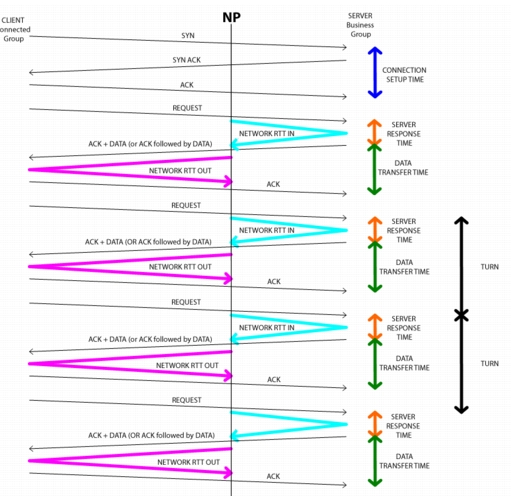 CLIENT
onnected
Group
NP
SERVER
Business
Group
SYN
SYN ACK
CONNECTION
SETUP TIME
ACK
REQUEST
NETWORK RTT IN
SERVER
RESPONSE
TIME
ACK + DATA (or ACK followed by DATA)
NETWORK RTT OUT
DATA
TRANSFER TIME
ACK
REQUEST
NETWORK RTT IN
SERVER
RESPONSE
TIME
ACK + DATA (OR ACK followed by DATA)
NETWORK RTT OUT
DATA
TRANSFER TIME
TURN
ACK
REQUEST
NETWORK RTT IN
SERVER
RESPONSE
TIME
ACK + DATA (or ACK followed by DATA)
NETWORK RTT OUT
DATA
TRANSFER TIME
TURN
ACK
REQUEST
SERVER
RESPONSE
TIME
ACK + DATA (OR ACK followed by DATA)
NETWORK RTT OUT
DATA
TRANSFER TIME
ACK